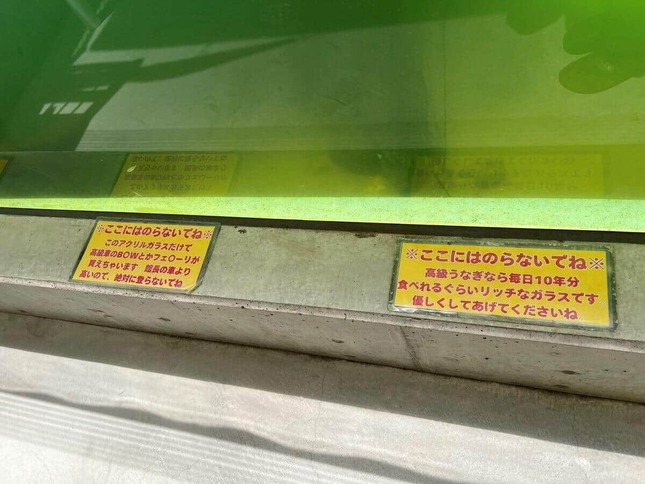 ※ここにはのらないでね※
このアクリルガラスだけで
高級車のBOWとかフェ〇ーリが
買えちゃいます 館長の車より
高いので、絶対に登らないでね
※ここにはのらないでね※
高級うなぎなら毎日10年分
食べれるぐらいリッチなガラスです
優しくしてあげてくださいね